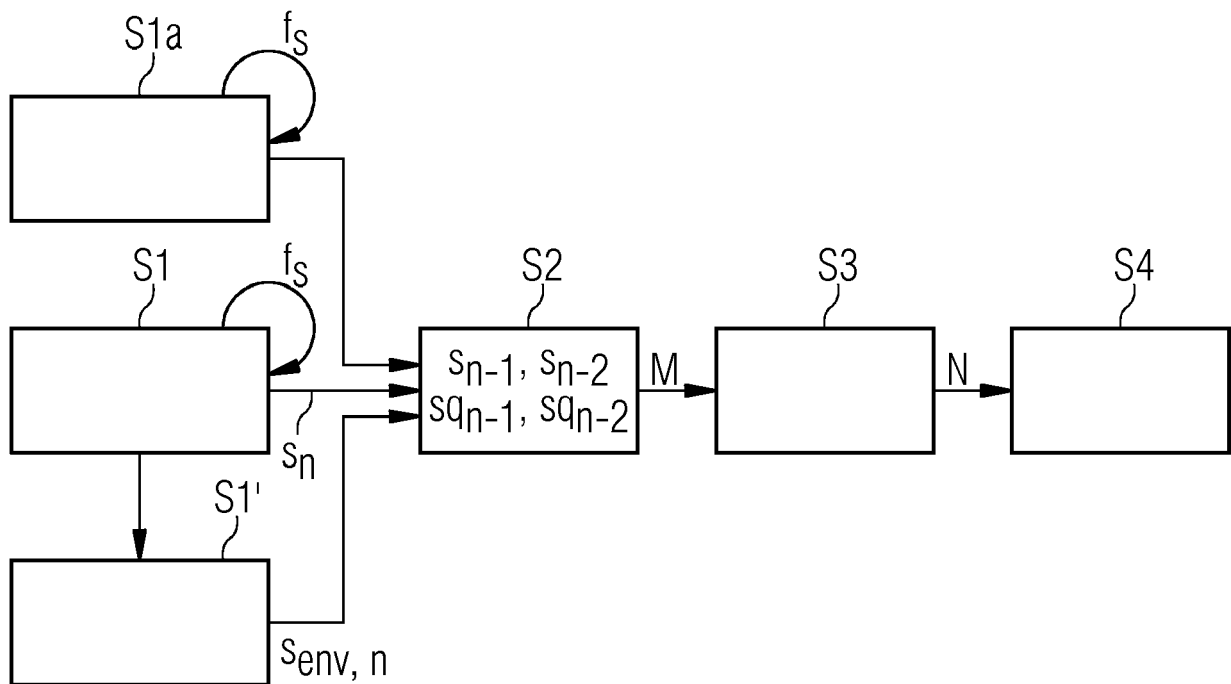 S1a
fS
S1
fS
S2
S3
S4
sn-1, sn-2
sqn-1, sqn-2
M
N
sn
S1'
senv, n